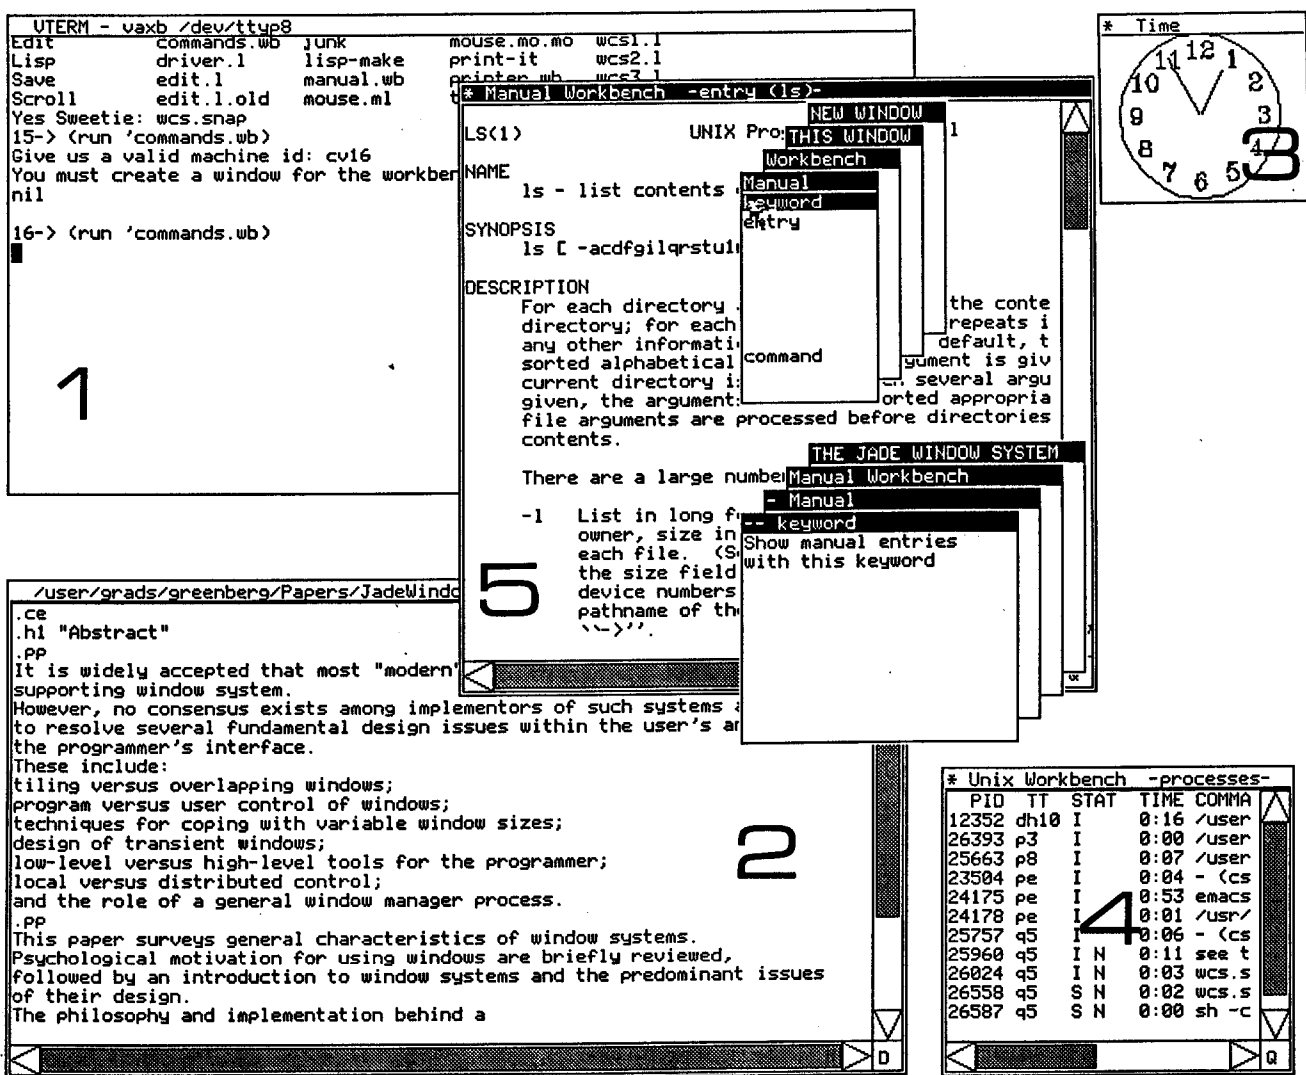 VTERM - vaxb /dev/ttyp8
Edit commands.wb junk mouse.mo.mo wcs1.l
Lisp driver.l lisp-make print-it wcs2.l
Save edit.l manual.wb printer.wb wcs3.l
Scroll edit.l.old mouse.ml
Yes Sweetie: wcs.snap
15-> (run 'commands.wb)
Give us a valid machine id: cv16
You must create a window for the workben
nil
16-> (run 'commands.wb)
1
* Manual Workbench -entry (ls)-
LS(1) UNIX Pro 1
NAME
ls - list contents
SYNOPSIS
ls [ -acdfgilqrstu1
DESCRIPTION
For each directory the conte
directory; for each repeats i
any other informati default, t
sorted alphabetical gument is giv
current directory i several argu
given, the argument orted appropria
file arguments are processed before directories
contents.
There are a large number
-l List in long f
owner, size in
each file. (S
the size field
device numbers
pathname of th
``->''.
5
NEW WINDOW
THIS WINDOW
Workbench
Manual
keyword
entry
command
THE JADE WINDOW SYSTEM
Manual Workbench
- Manual
-- keyword
Show manual entries
with this keyword
* Time
11 12 1
10 2
9 3
8 4
7 6 5
3
/user/grads/greenberg/Papers/JadeWindo
.ce
.h1 "Abstract"
.pp
It is widely accepted that most "modern"
supporting window system.
However, no consensus exists among implementors of such systems
to resolve several fundamental design issues within the user's an
the programmer's interface.
These include:
tiling versus overlapping windows;
program versus user control of windows;
techniques for coping with variable window sizes;
design of transient windows;
low-level versus high-level tools for the programmer;
local versus distributed control;
and the role of a general window manager process.
.pp
This paper surveys general characteristics of window systems.
Psychological motivation for using windows are briefly reviewed,
followed by an introduction to window systems and the predominant issues
of their design.
The philosophy and implementation behind a
D
2
* Unix Workbench -processes-
PID TT STAT TIME COMMA
12352 dh10 I 0:16 /user
26393 p3 I 0:00 /user
25663 p8 I 0:07 /user
23504 pe I 0:04 - (cs
24175 pe I 0:53 emacs
24178 pe I 0:01 /usr/
25757 q5 I 0:06 - (cs
25960 q5 I N 0:11 see t
26024 q5 I N 0:03 wcs.s
26558 q5 S N 0:02 wcs.s
26587 q5 S N 0:00 sh -c
Q
4